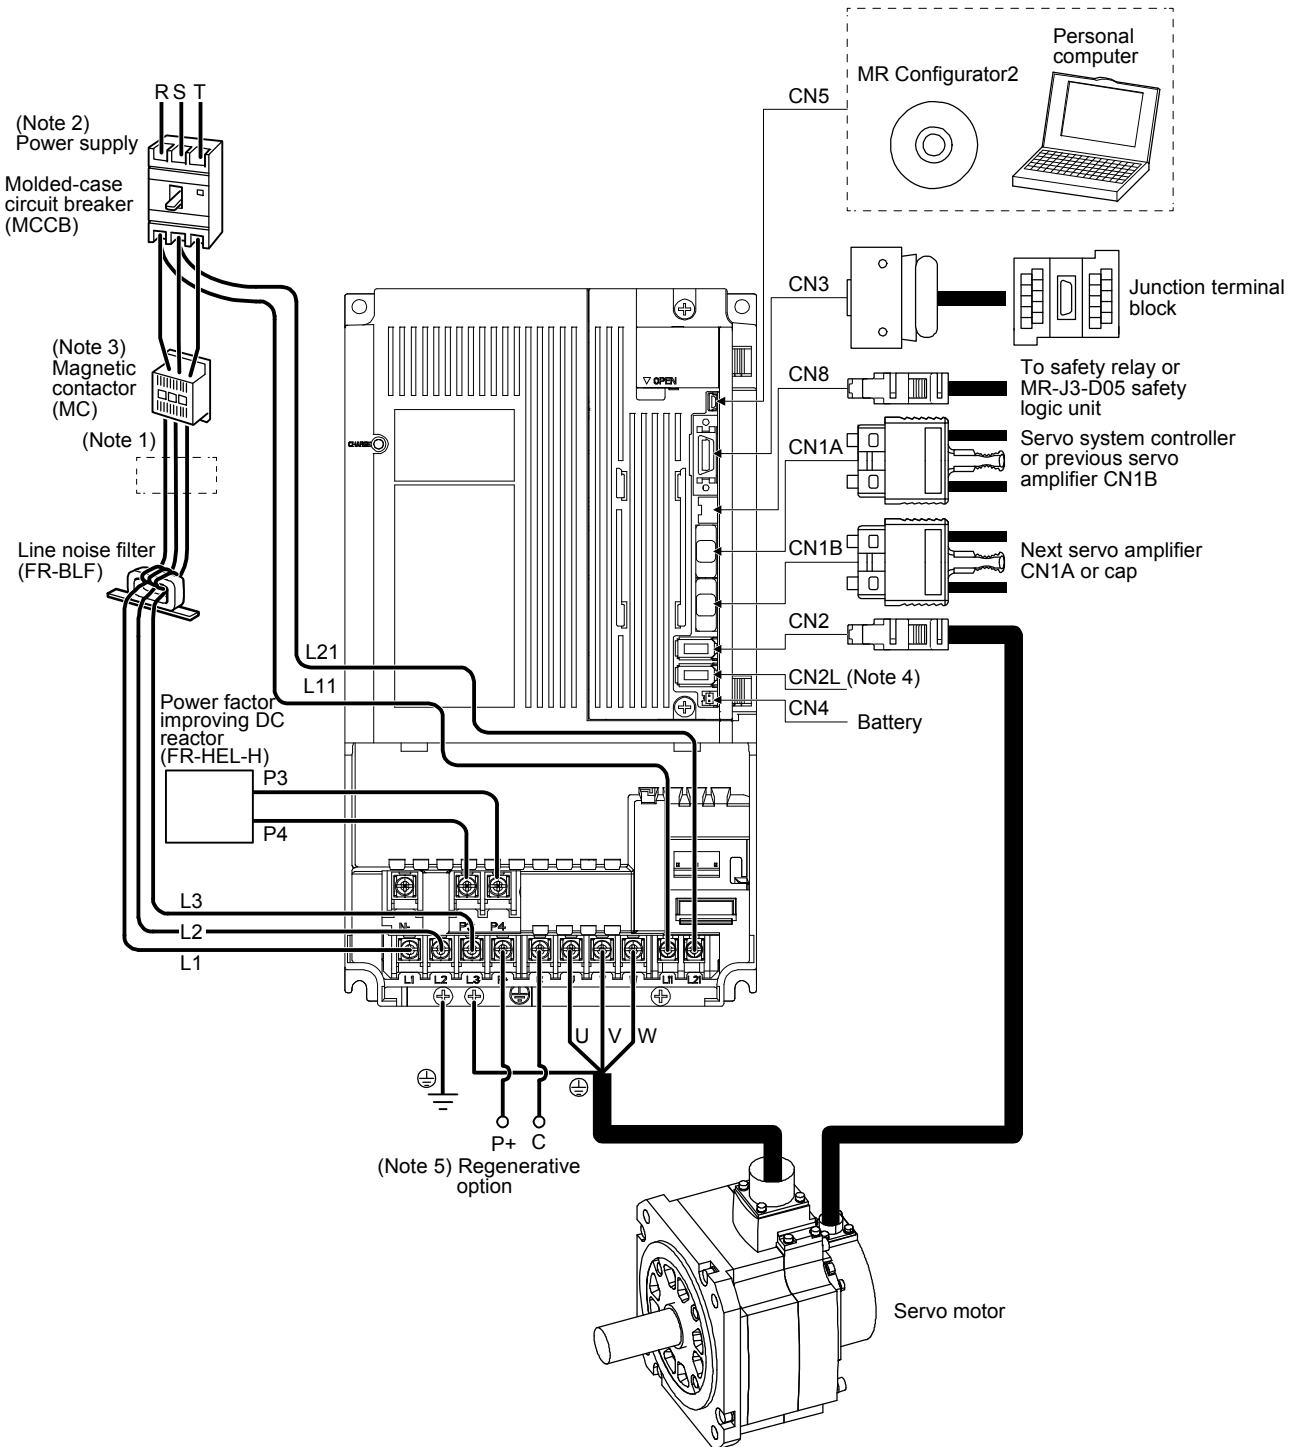 Personal
computer
MR Configurator2
CN5
R S T
(Note 2)
Power supply
Molded-case
circuit breaker
(MCCB)
CN3
Junction terminal
block
(Note 3)
Magnetic
contactor
(MC)
(Note 1)
▽ OPEN
CHARGE
CN8
To safety relay or
MR-J3-D05 safety
logic unit
CN1A
Servo system controller
or previous servo
amplifier CN1B
Line noise filter
(FR-BLF)
CN1B
Next servo amplifier
CN1A or cap
CN2
L21
L11
CN2L (Note 4)
CN4
Battery
Power factor
improving DC
reactor
(FR-HEL-H)
P3
P4
L3
L2
L1
N- P4
L1 L2 L3 L11 L21
U V W
P+ C
(Note 5) Regenerative
option
Servo motor